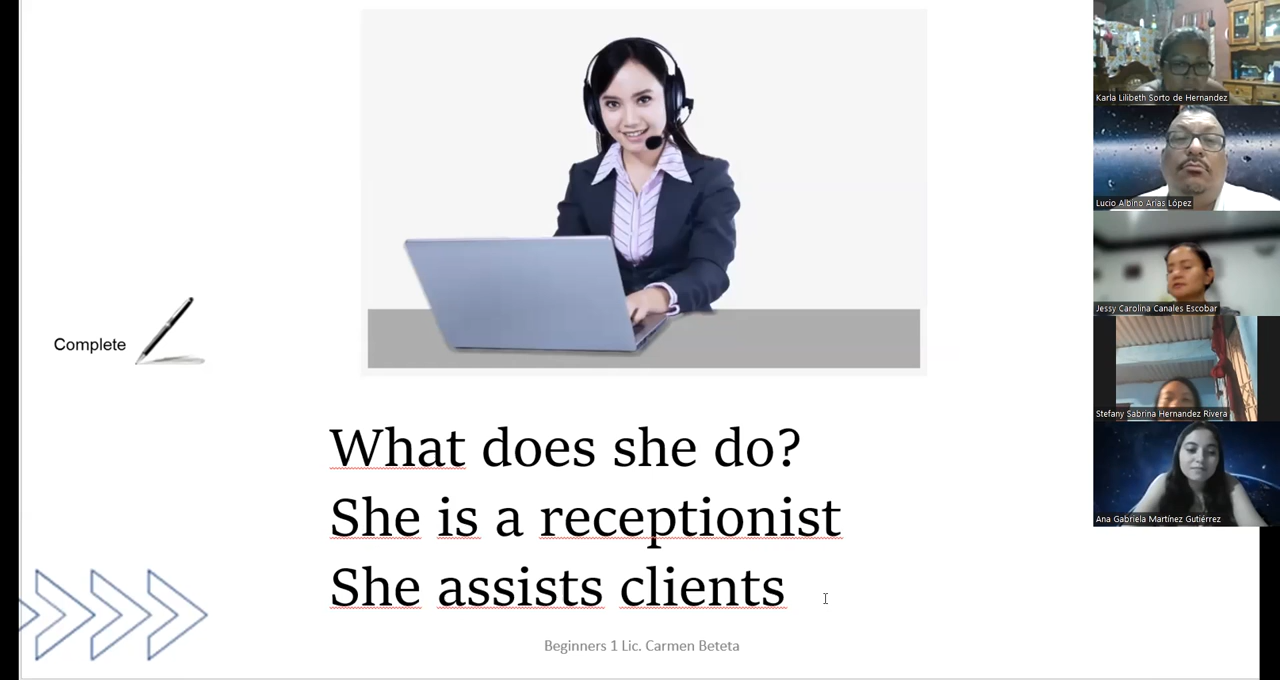 Complete
What does she do?
She is a receptionist
She assists clients
Beginners 1 Lic. Carmen Beteta
Karla Lilibeth Sorto de Hernandez
Lucio Albino Arias López
Jessy Carolina Canales Escobar
Stefany Sabrina Hernandez Rivera
Ana Gabriela Martínez Gutiérrez